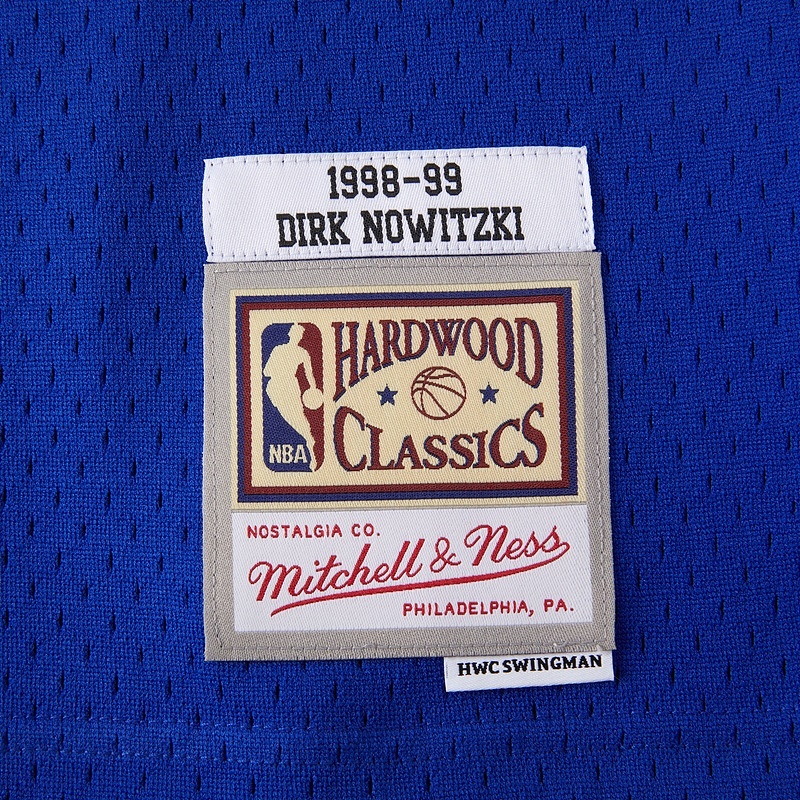 1998-99
DIRK NOWITZKI
HARDWOOD
CLASSICS
NBA
NOSTALGIA CO.
Mitchell & Ness
PHILADELPHIA, PA.
HWC SWINGMAN